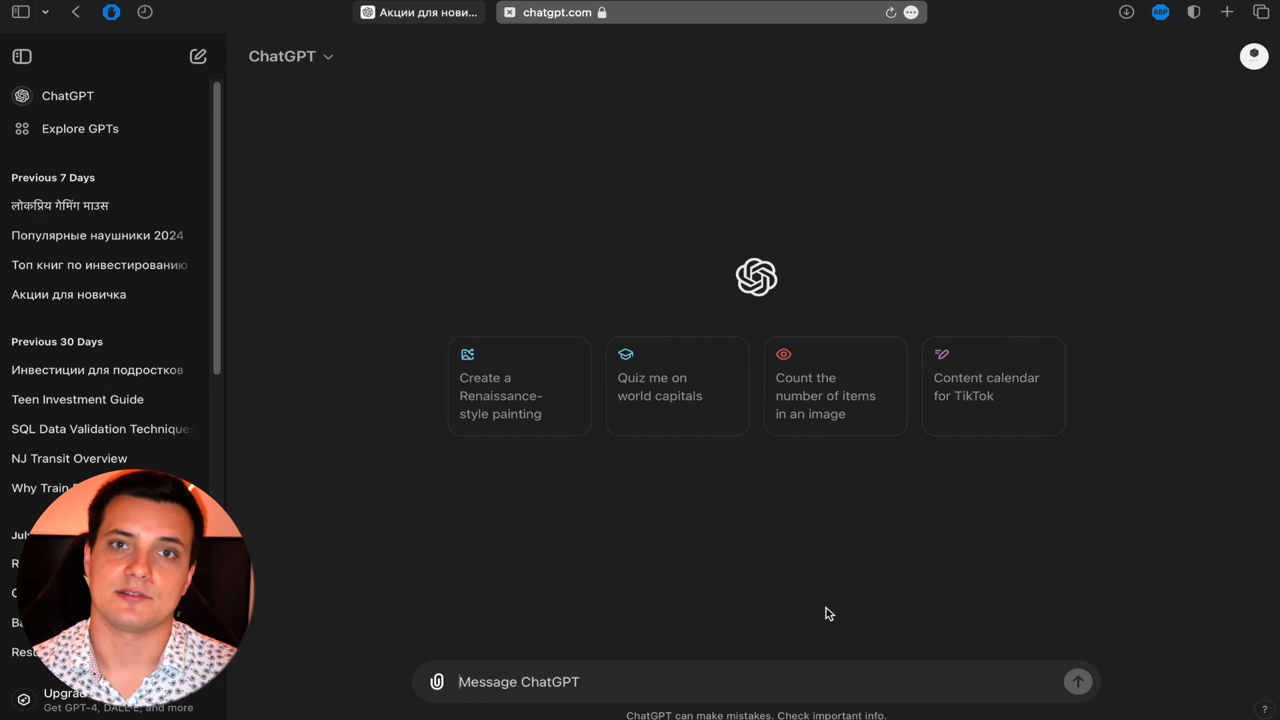 Акции для нови...
chatgpt.com
ABP
ChatGPT
ChatGPT
Explore GPTs
Previous 7 Days
लोकप्रिय गेमिंग माउस
Популярные наушники 2024
Топ книг по инвестированию
Акции для новичка
Previous 30 Days
Инвестиции для подростков
Teen Investment Guide
SQL Data Validation Technique
NJ Transit Overview
Why Train
Create a
Renaissance-
style painting
Quiz me on
world capitals
Count the
number of items
in an image
Content calendar
for TikTok
Message ChatGPT
Get GPT-4, DALL·E, and more
ChatGPT can make mistakes. Check important info.
?